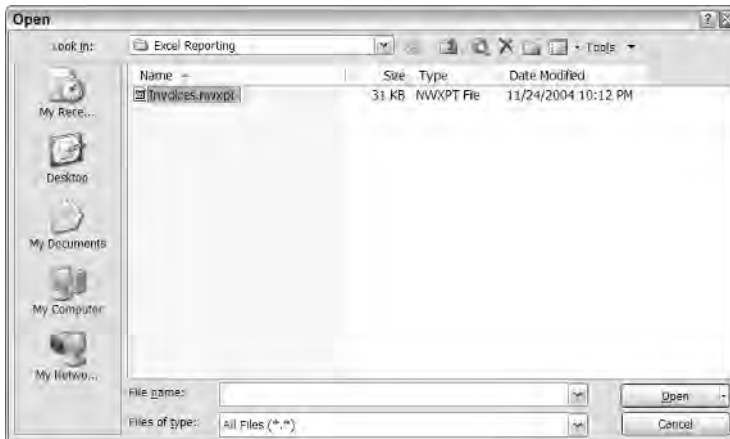 Open
Look in:
Excel Reporting
Tools
Name
Size
Type
Date Modified
Invoices.nwxpt
31 KB
NWXPT File
11/24/2004 10:12 PM
My Rece...
Desktop
My Documents
My Computer
My Netwo...
File name:
Open
Files of type:
All Files (*.*)
Cancel